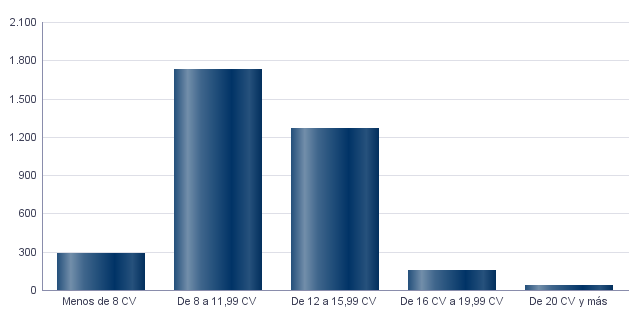 2.100
1.800
1.500
1.200
900
600
300
0
Menos de 8 CV
De 8 a 11,99 CV
De 12 a 15,99 CV
De 16 CV a 19,99 CV
De 20 CV y más